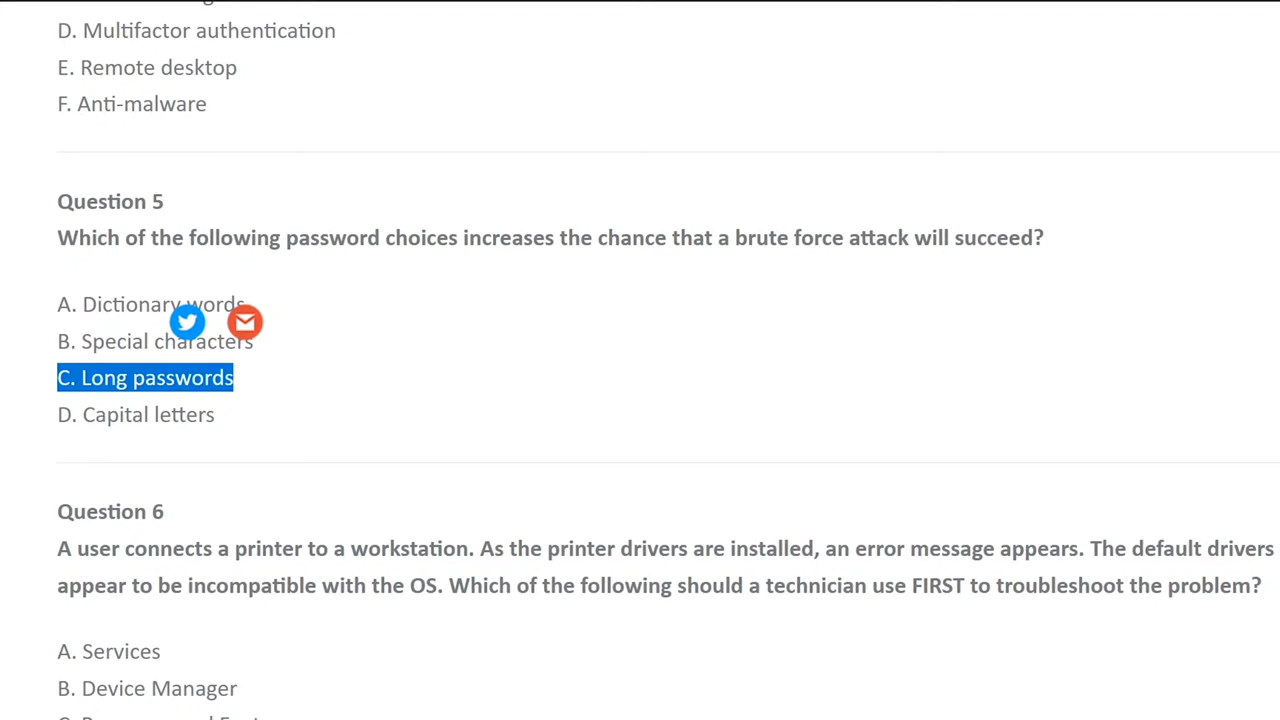 D. Multifactor authentication
E. Remote desktop
F. Anti-malware
Question 5
Which of the following password choices increases the chance that a brute force attack will succeed?
A. Dictionary words
B. Special characters
C. Long passwords
D. Capital letters
Question 6
A user connects a printer to a workstation. As the printer drivers are installed, an error message appears. The default drivers
appear to be incompatible with the OS. Which of the following should a technician use FIRST to troubleshoot the problem?
A. Services
B. Device Manager